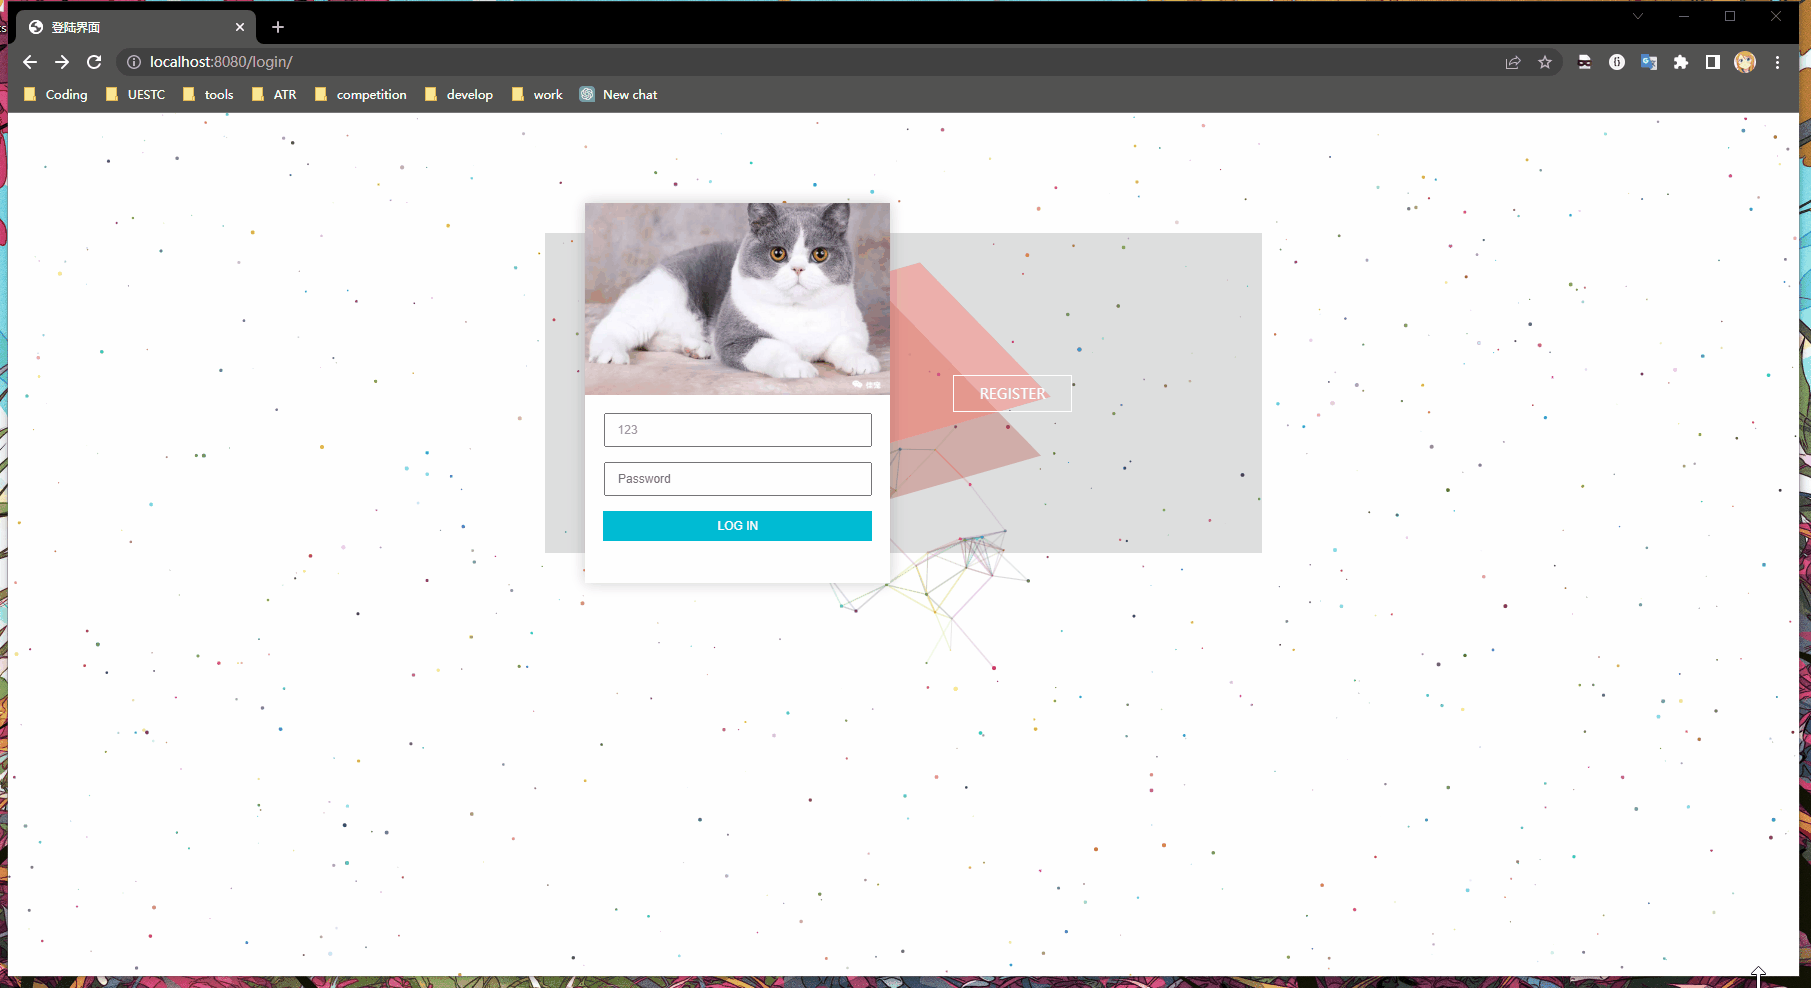 登陆界面
localhost:8080/login/
Coding
UESTC
tools
ATR
competition
develop
work
New chat
REGISTER
123
Password
LOG IN